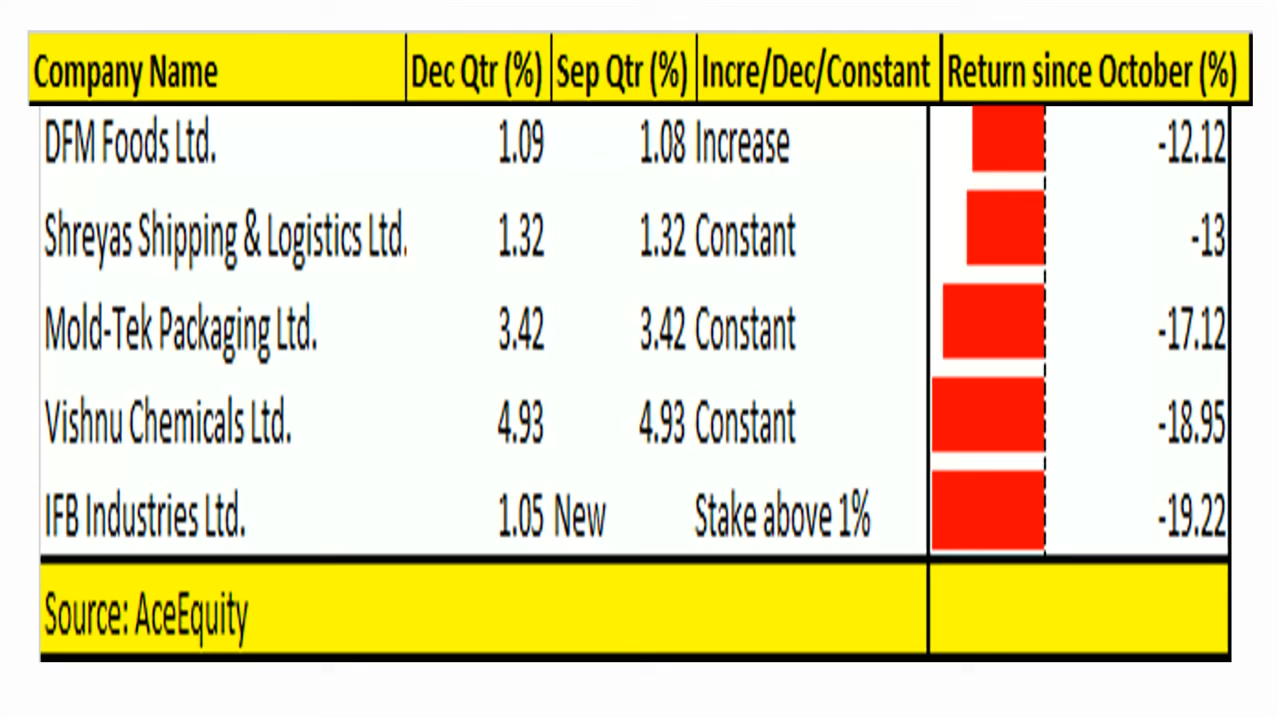 Company Name Dec Qtr (%) Sep Qtr (%) Incre/Dec/Constant Return since October (%)
DFM Foods Ltd. 1.09 1.08 Increase -12.12
Shreyas Shipping & Logistics Ltd. 1.32 1.32 Constant -13
Mold-Tek Packaging Ltd. 3.42 3.42 Constant -17.12
Vishnu Chemicals Ltd. 4.93 4.93 Constant -18.95
IFB Industries Ltd. 1.05 New Stake above 1% -19.22
Source: AceEquity